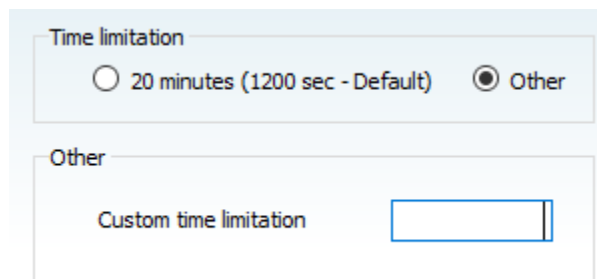 Time limitation
20 minutes (1200 sec - Default) Other
Other
Custom time limitation